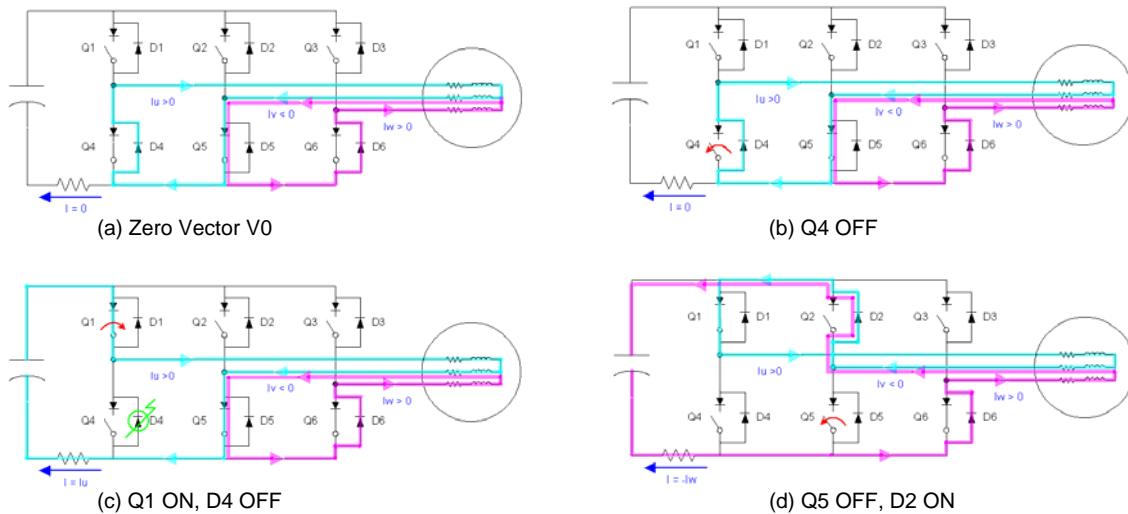 Q1 D1 Q2 D2 Q3 D3
Iu >0
Iv < 0
Iw > 0
Q4 D4 Q5 D5 Q6 D6
I = 0
(a) Zero Vector V0
Q1 D1 Q2 D2 Q3 D3
Iu >0
Iv < 0
Iw > 0
Q4 D4 Q5 D5 Q6 D6
I = 0
(b) Q4 OFF
Q1 D1 Q2 D2 Q3 D3
Iu >0
Iv < 0
Iw > 0
Q4 D4 Q5 D5 Q6 D6
I = Iu
(c) Q1 ON, D4 OFF
Q1 D1 Q2 D2 Q3 D3
Iu >0
Iv < 0
Iw > 0
Q4 D4 Q5 D5 Q6 D6
I = -Iw
(d) Q5 OFF, D2 ON